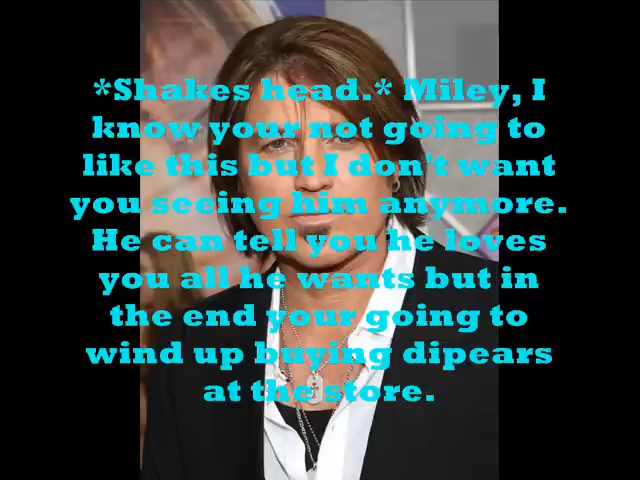 *Shakes head.* Miley, I
know your not going to
like this but I don't want
you seeing him anymore.
He can tell you he loves
you all he wants but in
the end your going to
wind up buying dipears
at the store.